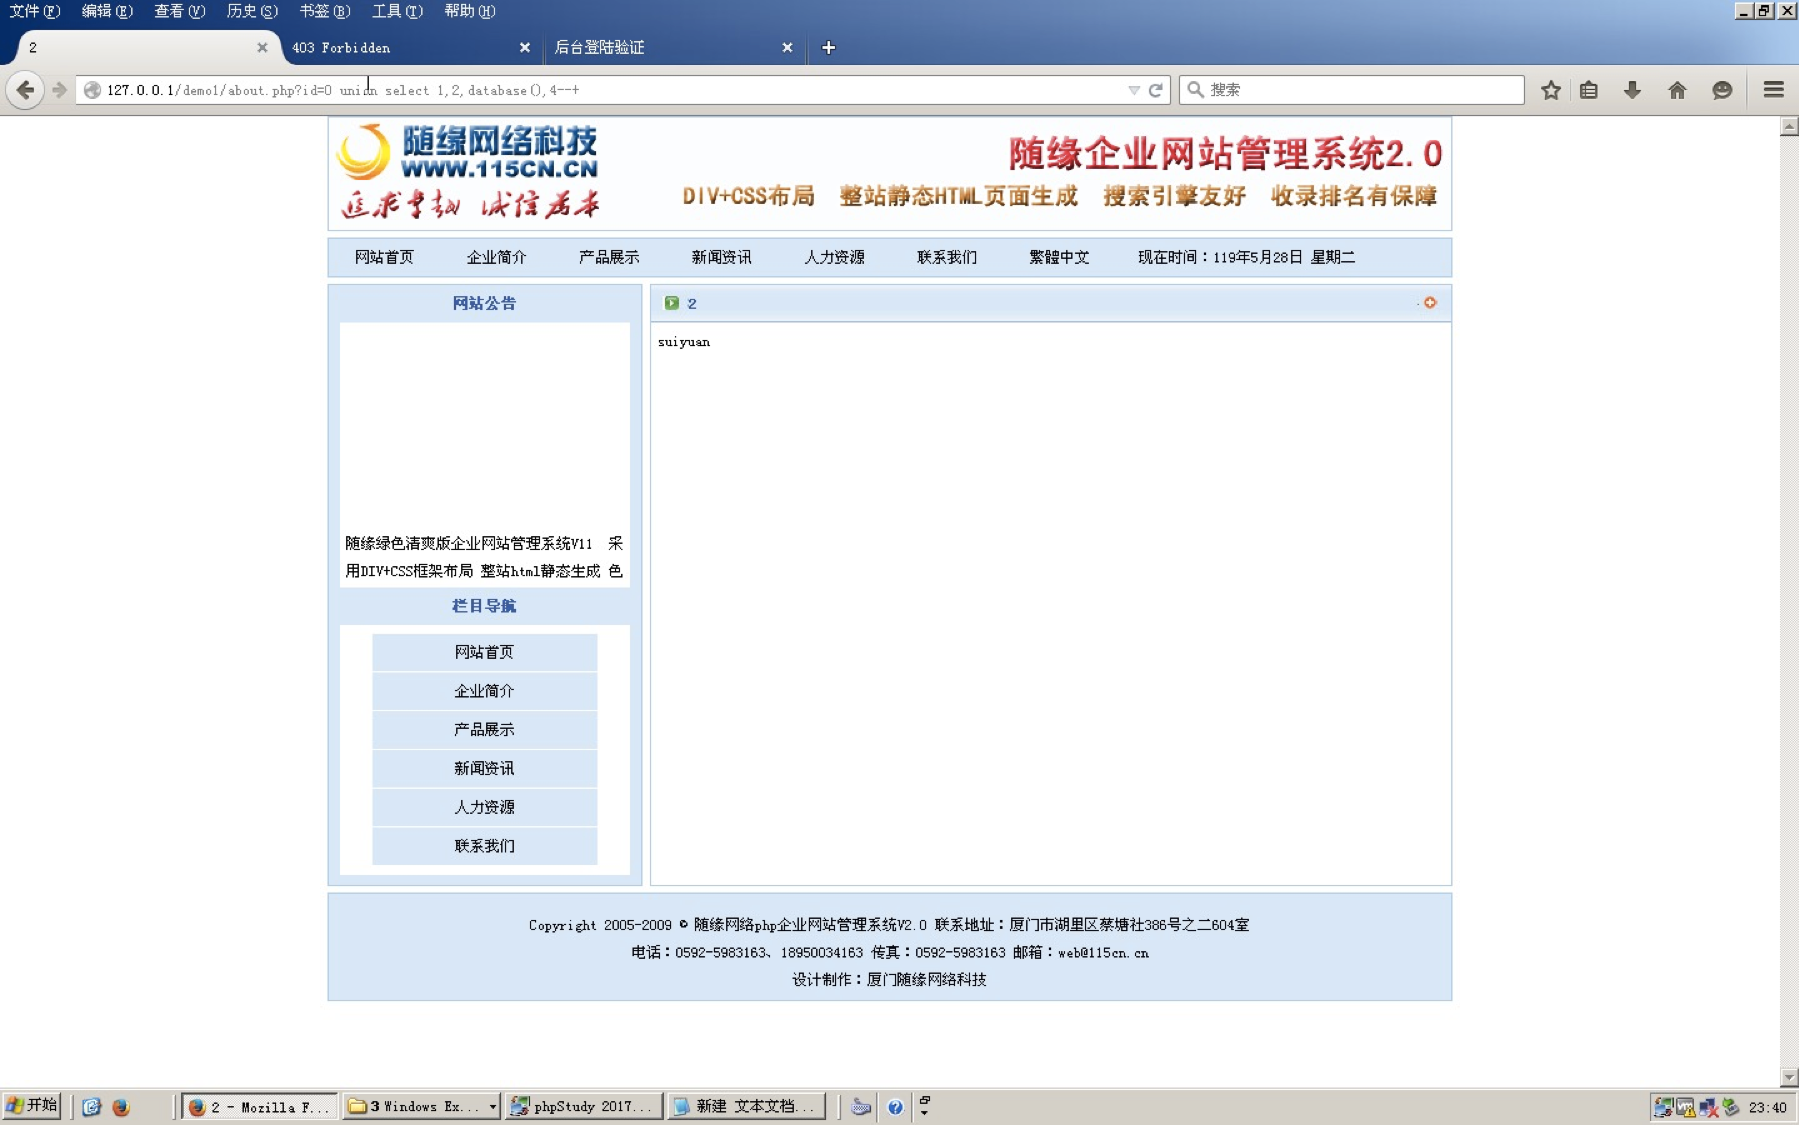 文件(F) 编辑(E) 查看(V) 历史(S) 书签(B) 工具(T) 帮助(H)
2
403 Forbidden
后台登陆验证
127.0.0.1/demo1/about.php?id=0 union select 1,2,database(),4--+
搜索
随缘网络科技
WWW.115CN.CN
追求卓越 诚信为本
随缘企业网站管理系统2.0
DIV+CSS布局 整站静态HTML页面生成 搜索引擎友好 收录排名有保障
网站首页 企业简介 产品展示 新闻资讯 人力资源 联系我们 繁體中文 现在时间：119年5月28日 星期二
网站公告
随缘绿色清爽版企业网站管理系统V11 采
用DIV+CSS框架布局 整站html静态生成 色
栏目导航
网站首页
企业简介
产品展示
新闻资讯
人力资源
联系我们
2
suiyuan
Copyright 2005-2009 © 随缘网络php企业网站管理系统V2.0 联系地址：厦门市湖里区蔡塘社386号之二604室
电话：0592-5983163、18950034163 传真：0592-5983163 邮箱：web@115cn.cn
设计制作：厦门随缘网络科技
开始
2 - Mozilla F...
3 Windows Ex...
phpStudy 2017...
新建 文本文档...
23:40